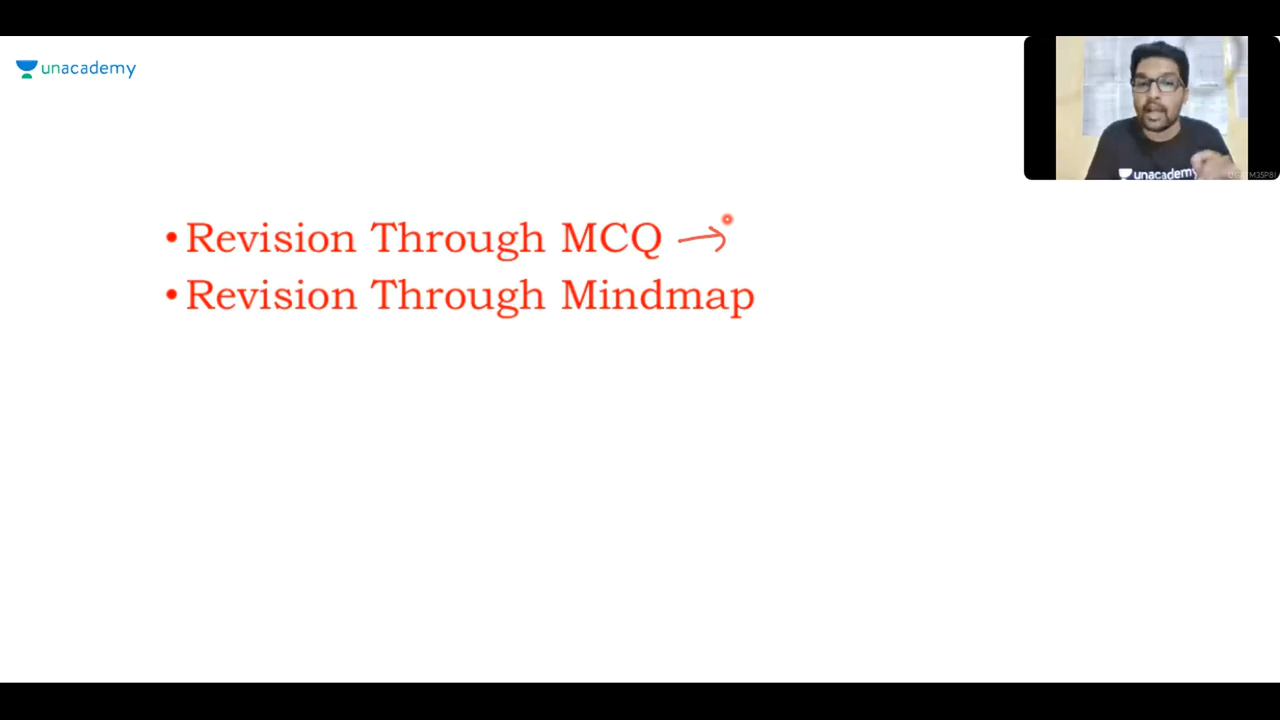 unacademy
unacademy
• Revision Through MCQ →
• Revision Through Mindmap